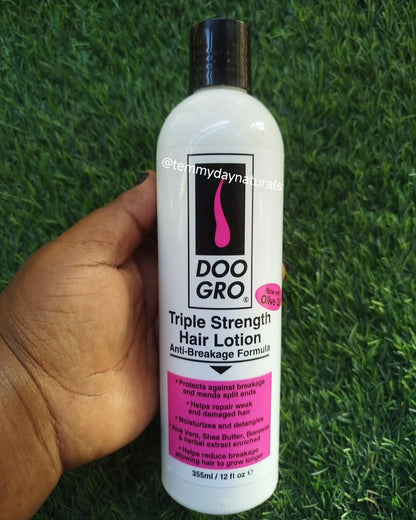 @temmydaynaturals
DOO
GRO®
Now with
Olive Oil
Triple Strength
Hair Lotion
Anti-Breakage Formula
• Protects against breakage
and mends split ends
• Helps repair weak
and damaged hair
• Moisturizes and detangles
• Aloe Vera, Shea Butter, Beeswax
& herbal extract enriched
• Helps reduce breakage
allowing hair to grow longer
355ml / 12 fl oz ℮